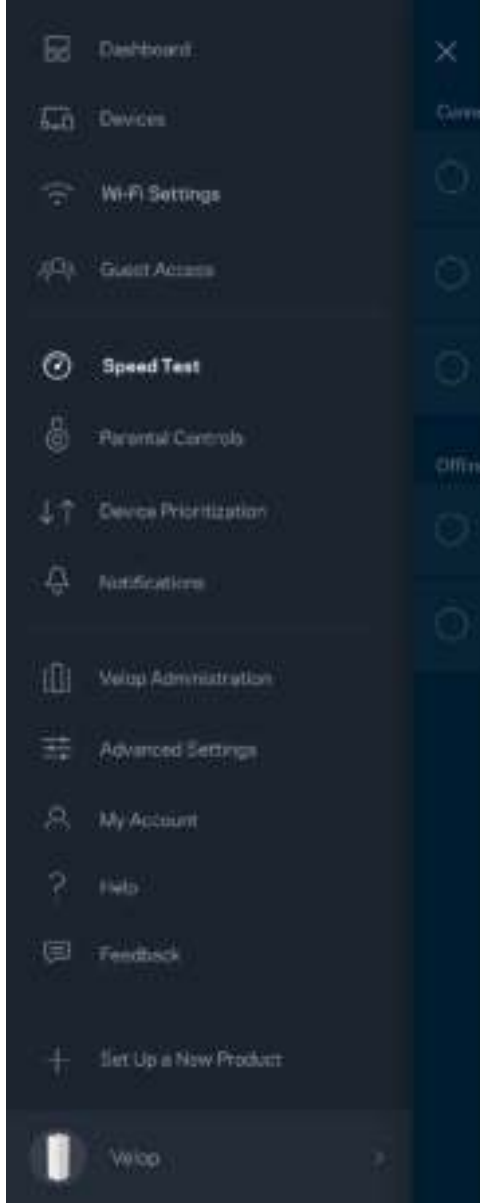 Dashboard
Devices
Wi-Fi Settings
Guest Access
Speed Test
Parental Controls
Device Prioritization
Notifications
Velop Administration
Advanced Settings
My Account
Help
Feedback
Set Up a New Product
Velop